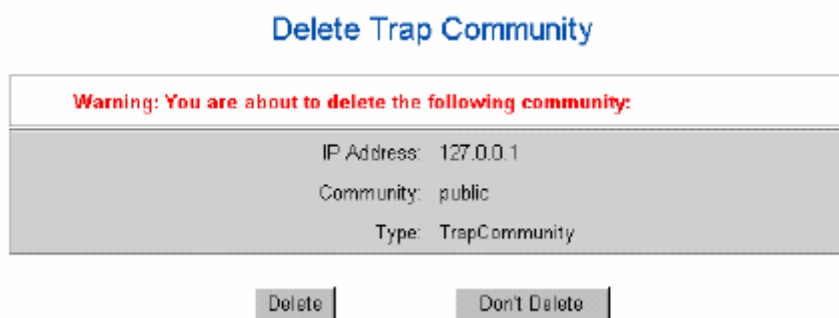 Delete Trap Community
Warning: You are about to delete the following community:
IP Address: 127.0.0.1
Community: public
Type: TrapCommunity
Delete Don't Delete